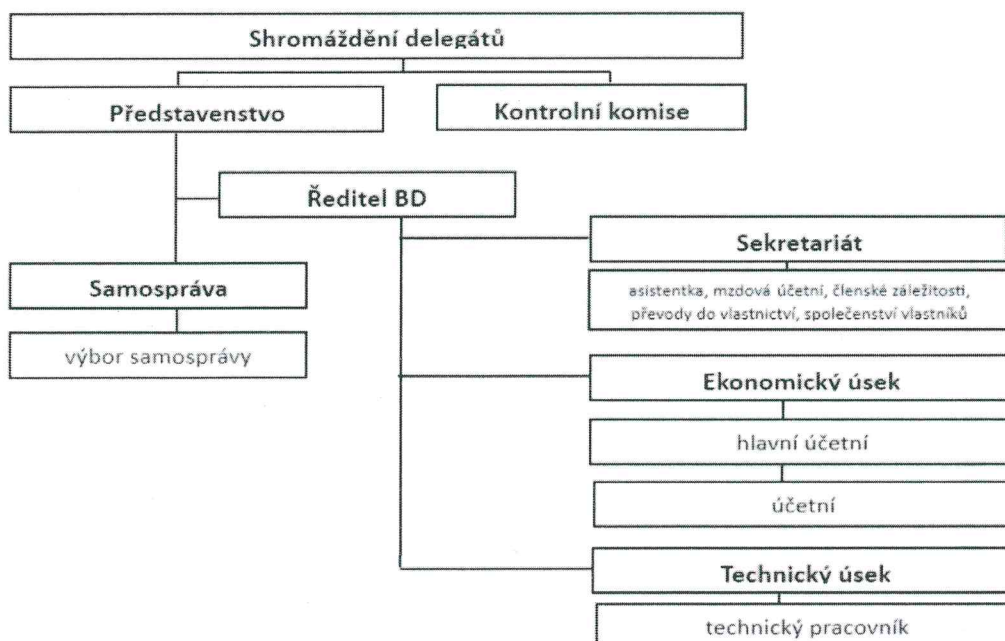 Shromáždění delegátů
Představenstvo
Kontrolní komise
Ředitel BD
Sekretariát
Samospráva
asistentka, mzdová účetní, členské záležitosti,
převody do vlastnictví, společenství vlastníků
výbor samosprávy
Ekonomický úsek
hlavní účetní
účetní
Technický úsek
technický pracovník